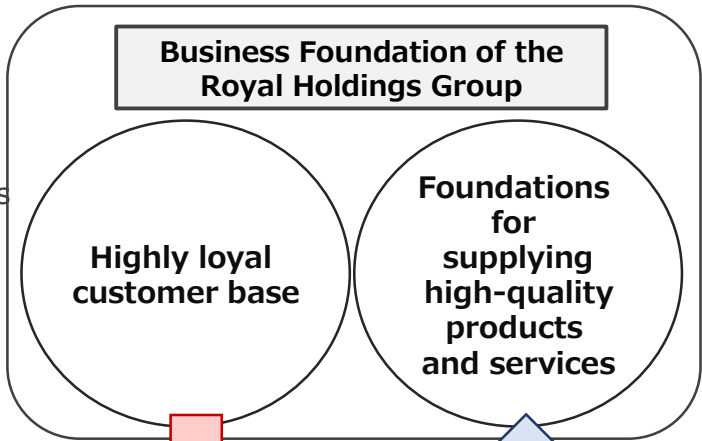 Business Foundation of the
Royal Holdings Group
s
Highly loyal
customer base
Foundations
for
supplying
high-quality
products
and services